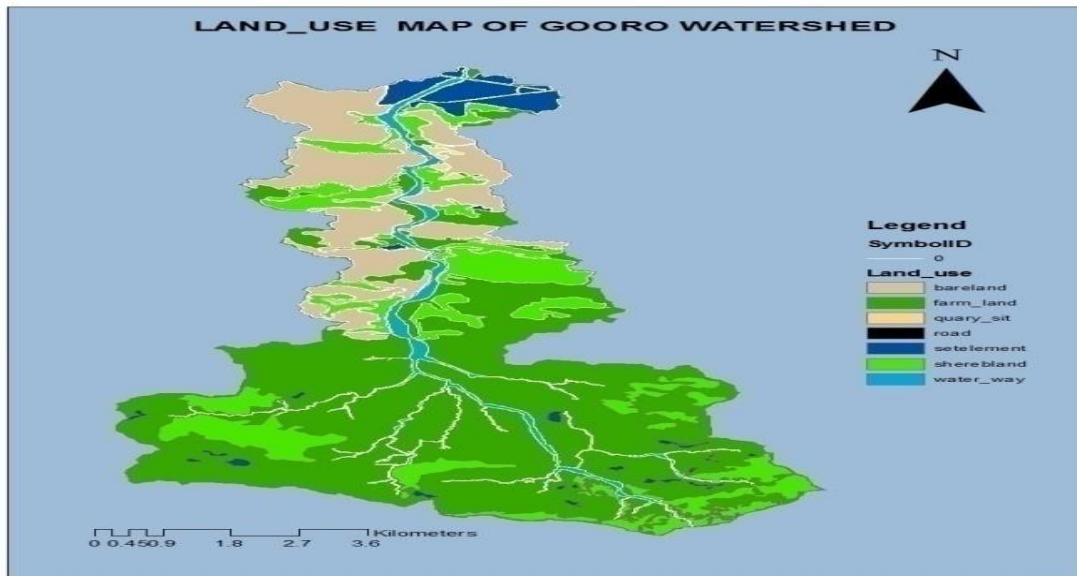 LAND_USE MAP OF GOORO WATERSHED
N
Legend
SymbolID
0
Land_use
bareland
farm_land
quary_sit
road
setelement
sherebland
water_way
Kilometers
0 0.450.9 1.8 2.7 3.6